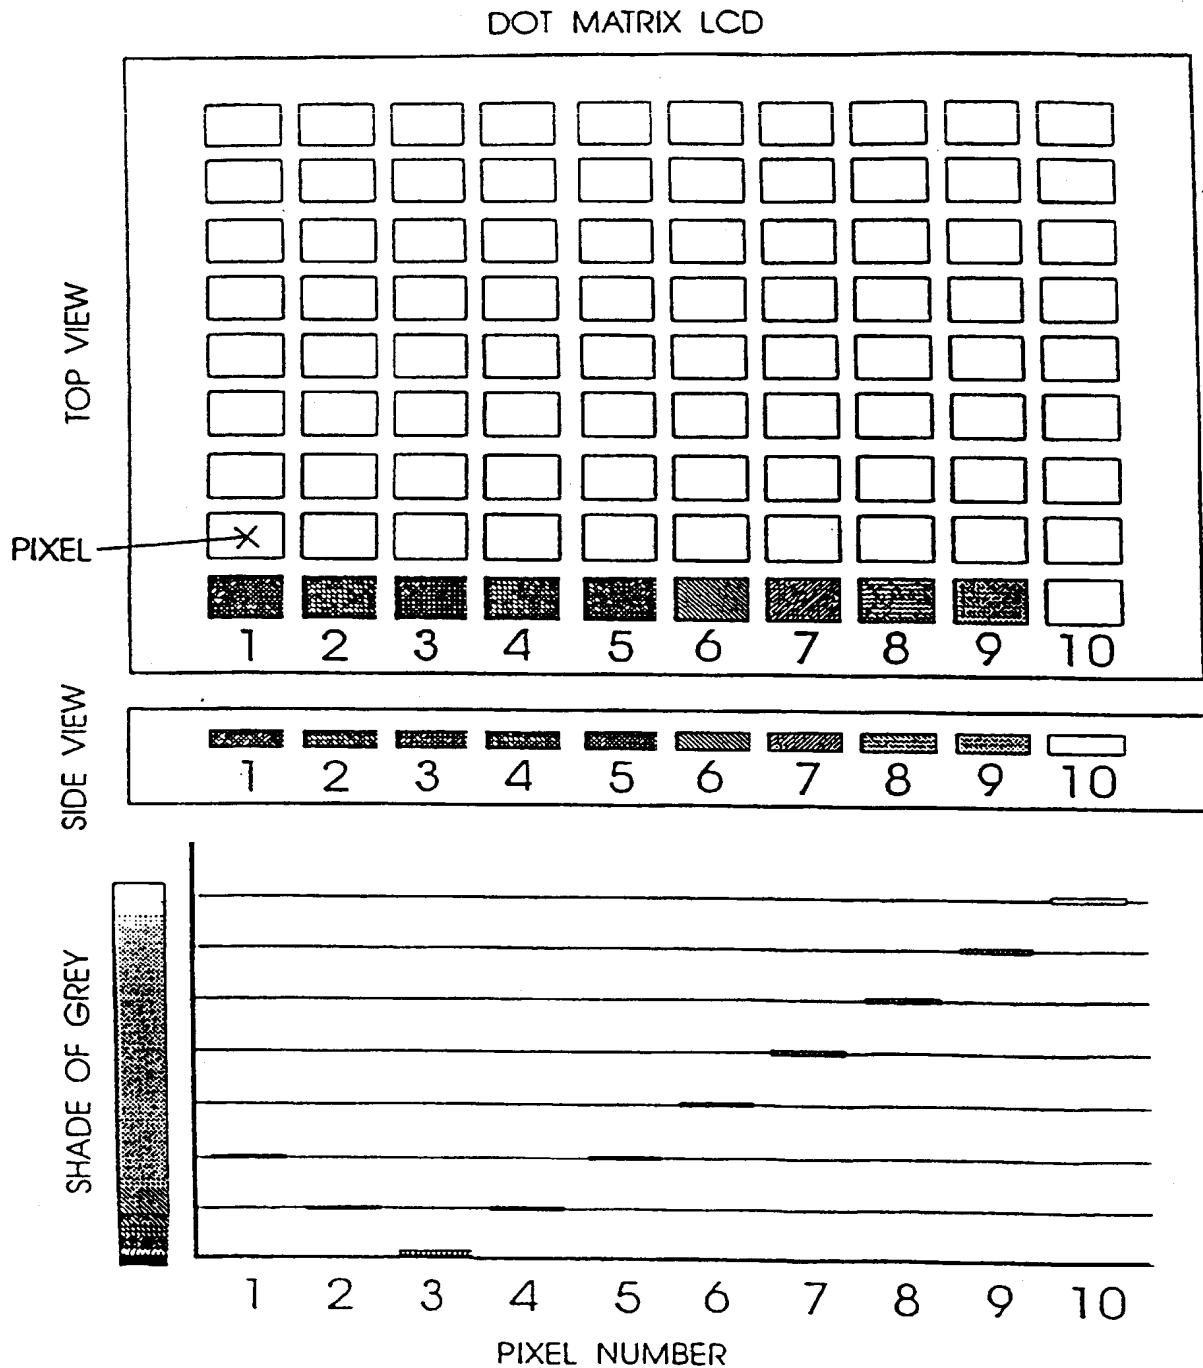 DOT MATRIX LCD
TOP VIEW
PIXEL
1 2 3 4 5 6 7 8 9 10
SIDE VIEW
1 2 3 4 5 6 7 8 9 10
SHADE OF GREY
1 2 3 4 5 6 7 8 9 10
PIXEL NUMBER